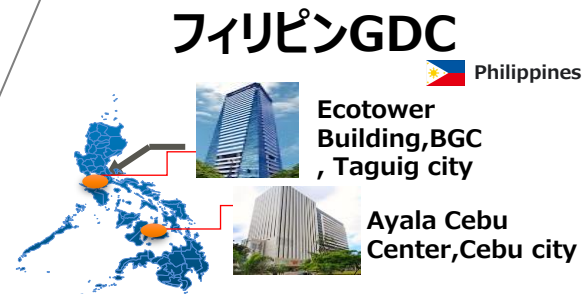 フィリピンGDC
Philippines
Ecotower
Building,BGC
, Taguig city
Ayala Cebu
Center,Cebu city